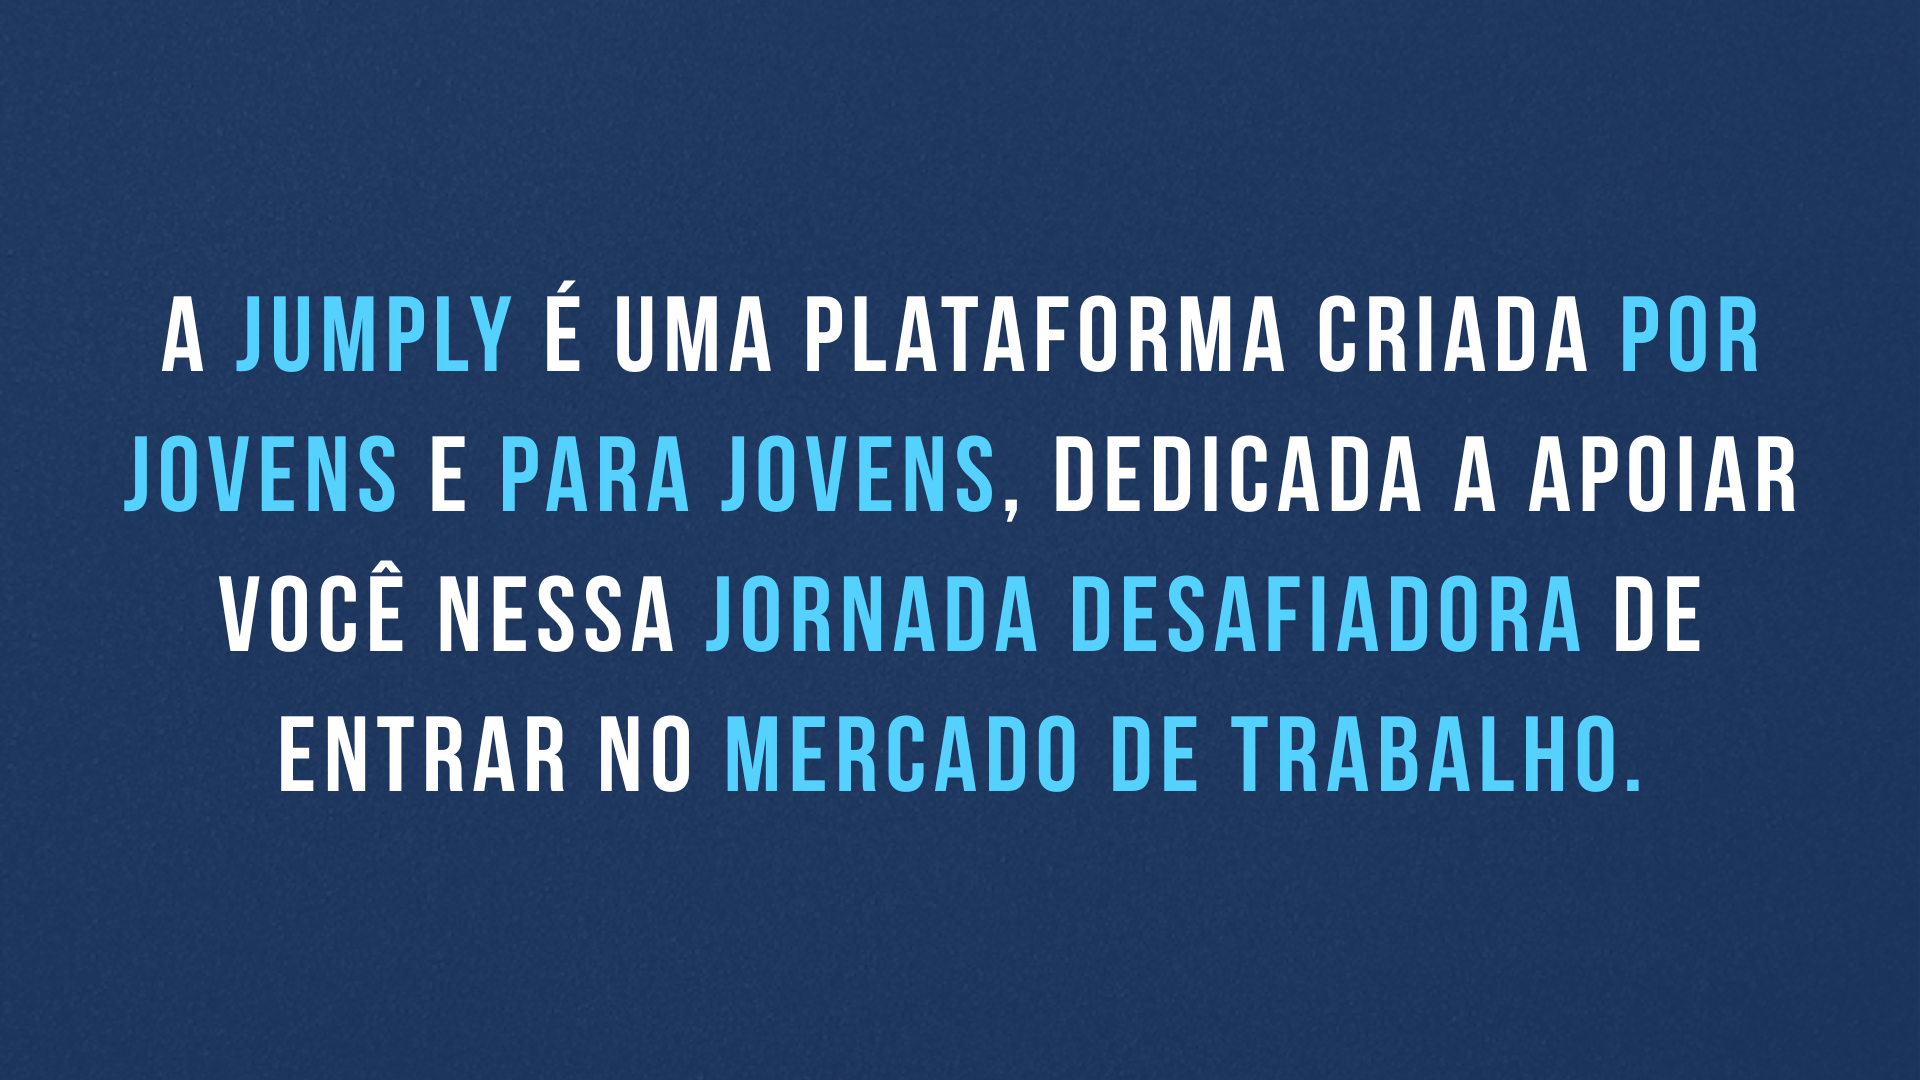 A JUMPLY É UMA PLATAFORMA CRIADA POR
JOVENS E PARA JOVENS, DEDICADA A APOIAR
VOCÊ NESSA JORNADA DESAFIADORA DE
ENTRAR NO MERCADO DE TRABALHO.